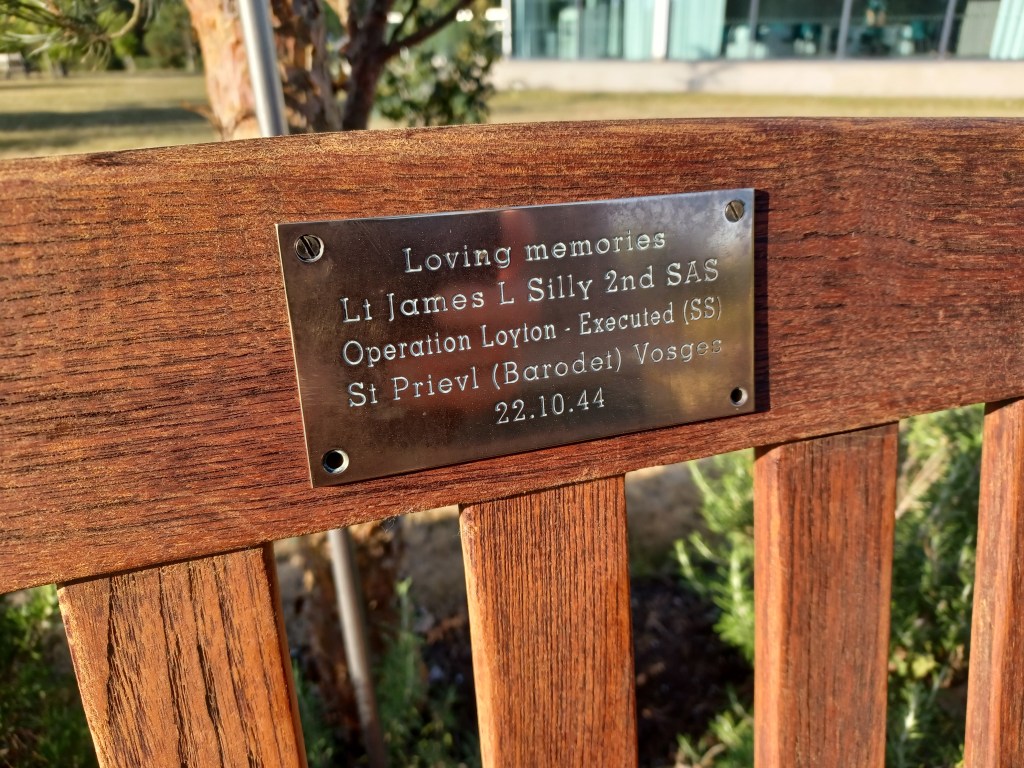 Loving memories
Lt James L Silly 2nd SAS
Operation Loyton - Executed (SS)
St Prievl (Barodet) Vosges
22.10.44